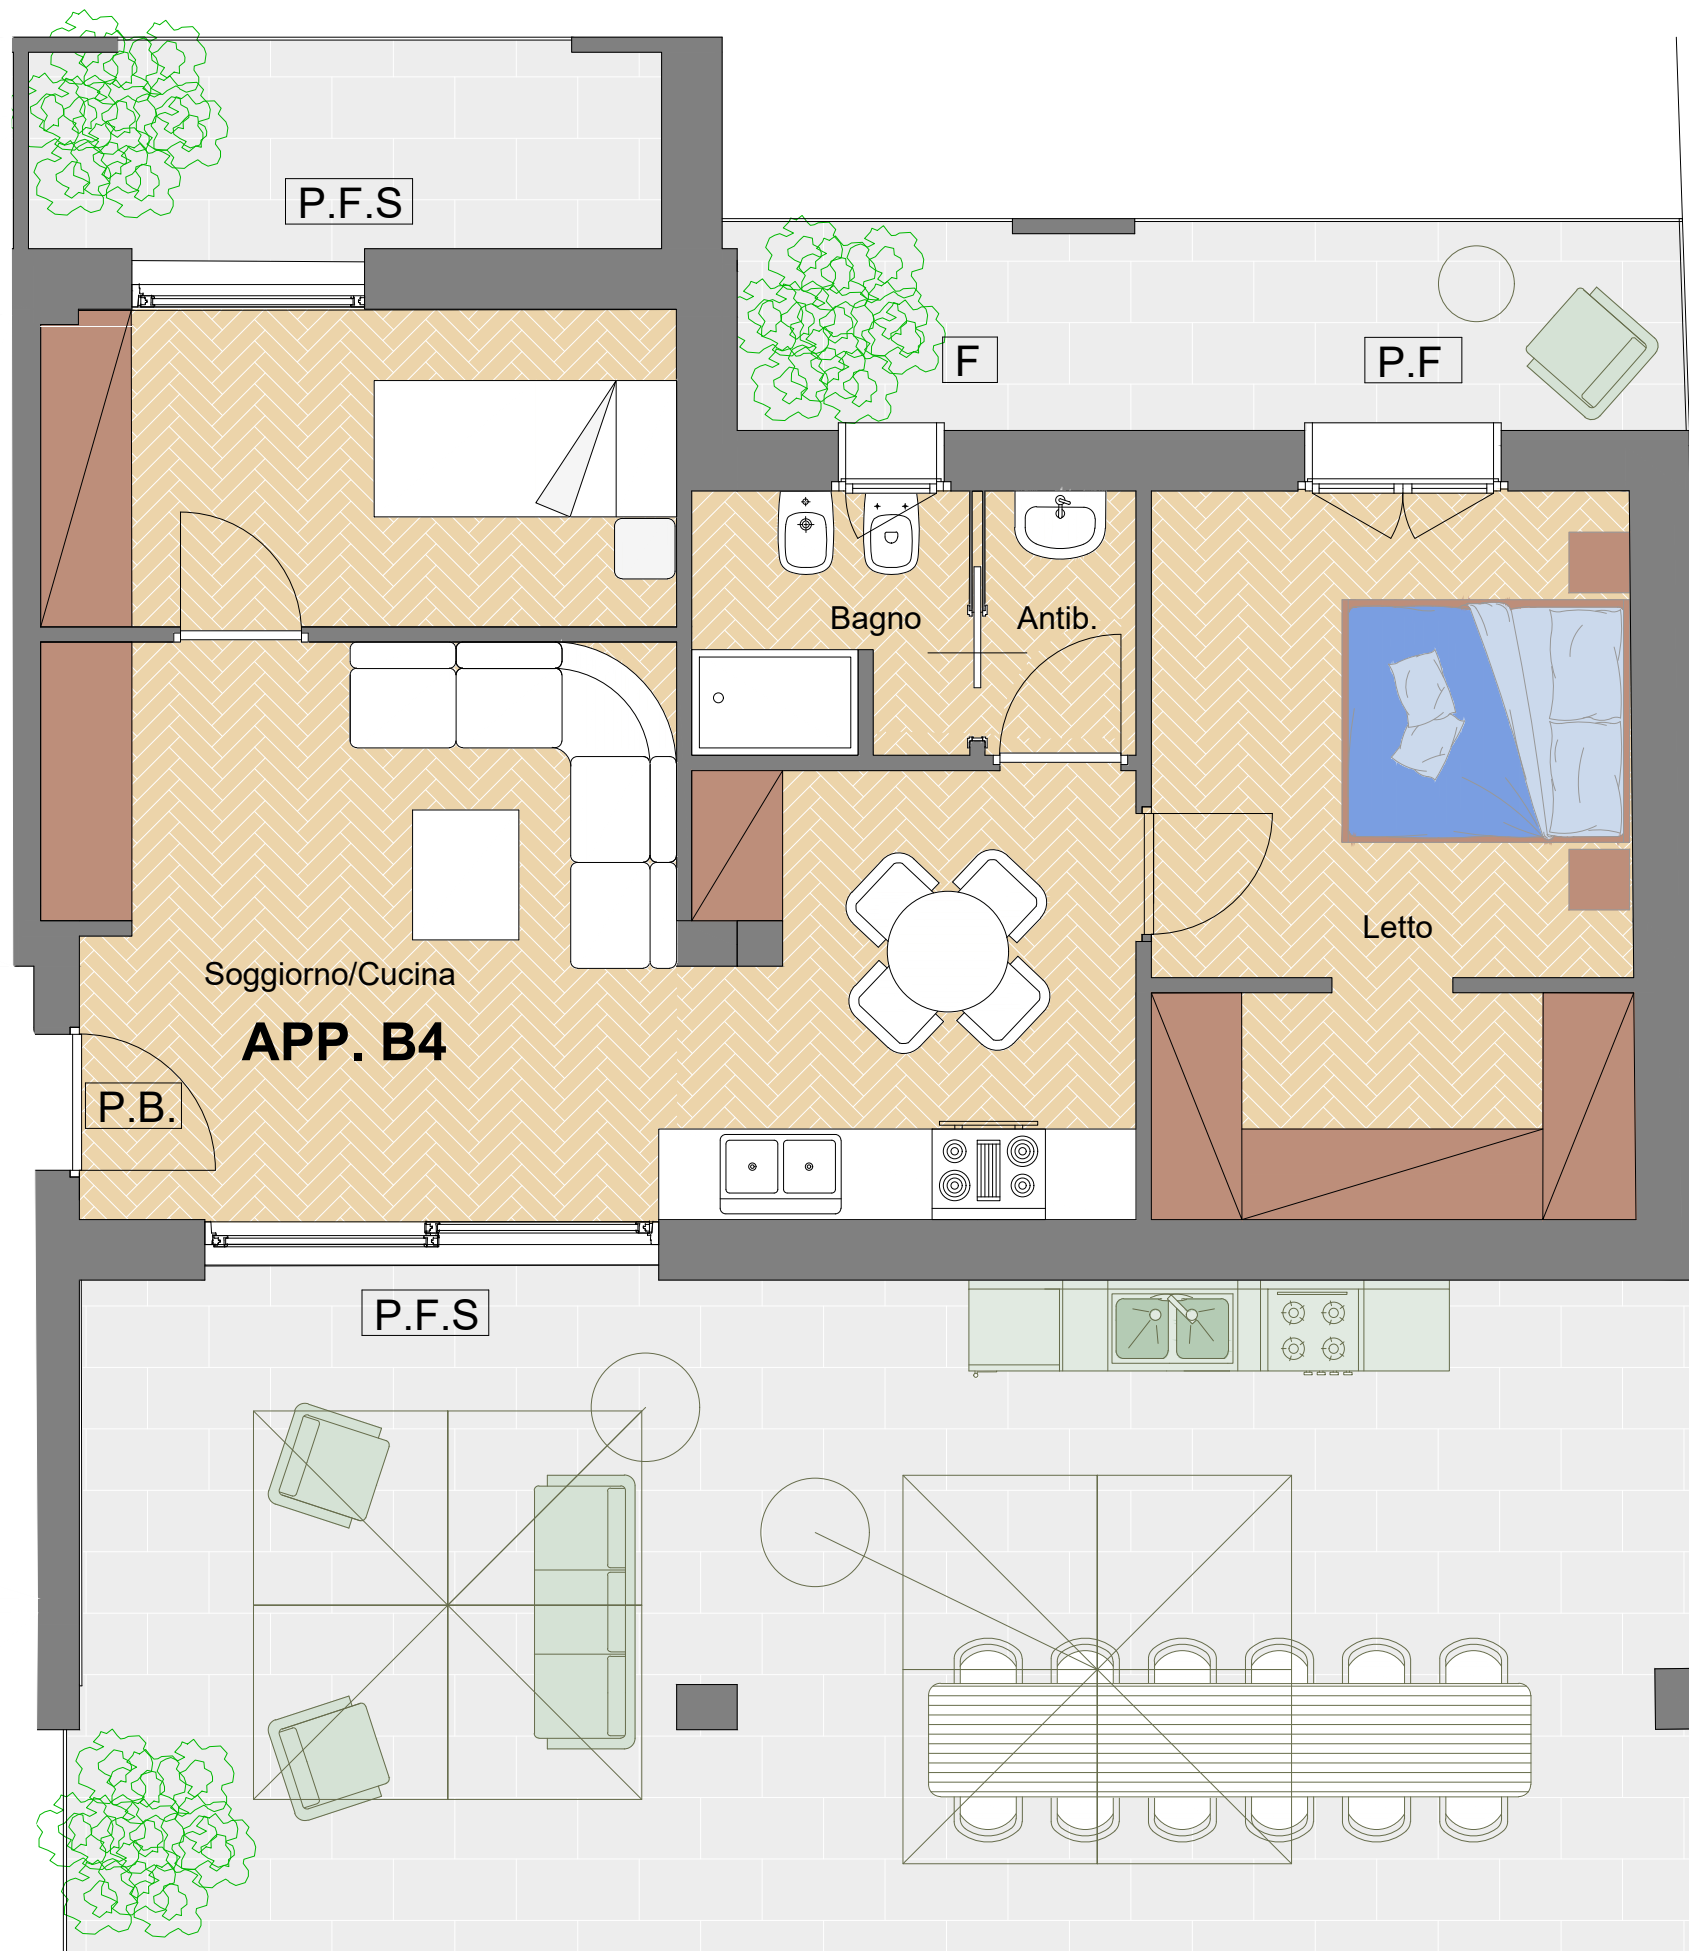 P.F.S
F
P.F
Bagno
Antib.
Letto
Soggiorno/Cucina
APP. B4
P.B.
P.F.S